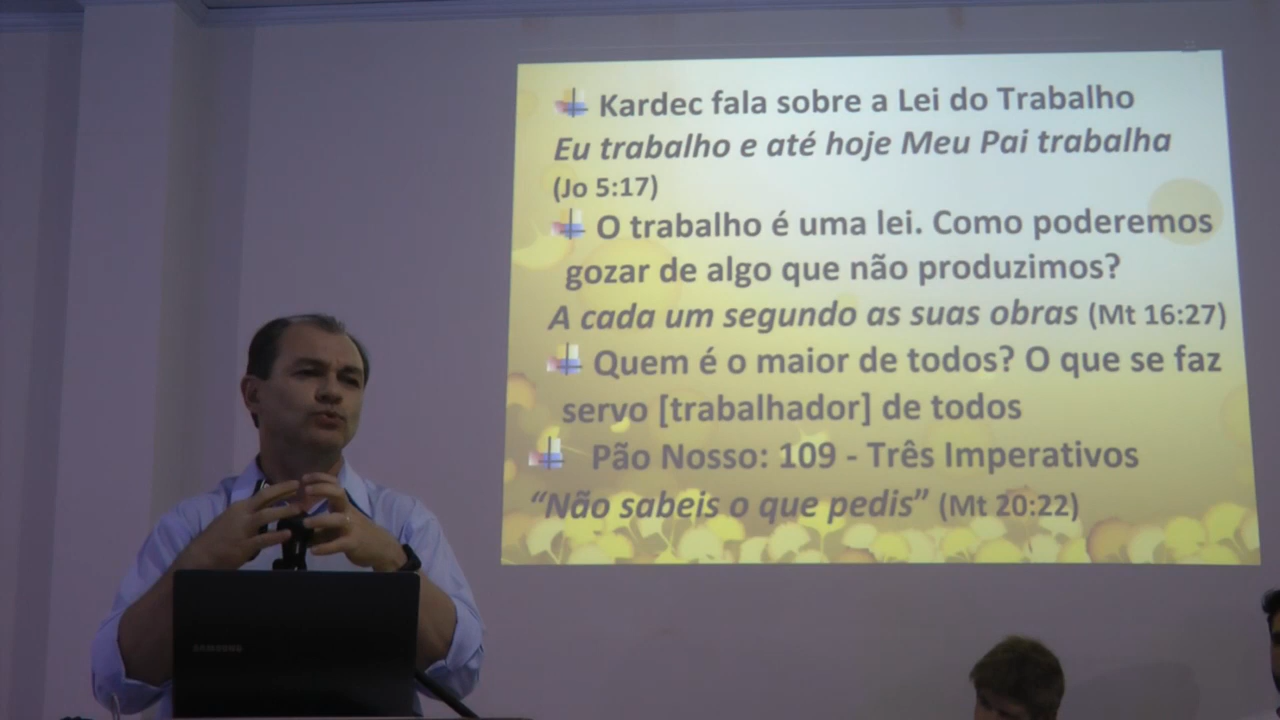 Kardec fala sobre a Lei do Trabalho
Eu trabalho e até hoje Meu Pai trabalha
(Jo 5:17)
O trabalho é uma lei. Como poderemos
gozar de algo que não produzimos?
A cada um segundo as suas obras (Mt 16:27)
Quem é o maior de todos? O que se faz
servo [trabalhador] de todos
Pão Nosso: 109 - Três Imperativos
“Não sabeis o que pedis” (Mt 20:22)
SAMSUNG